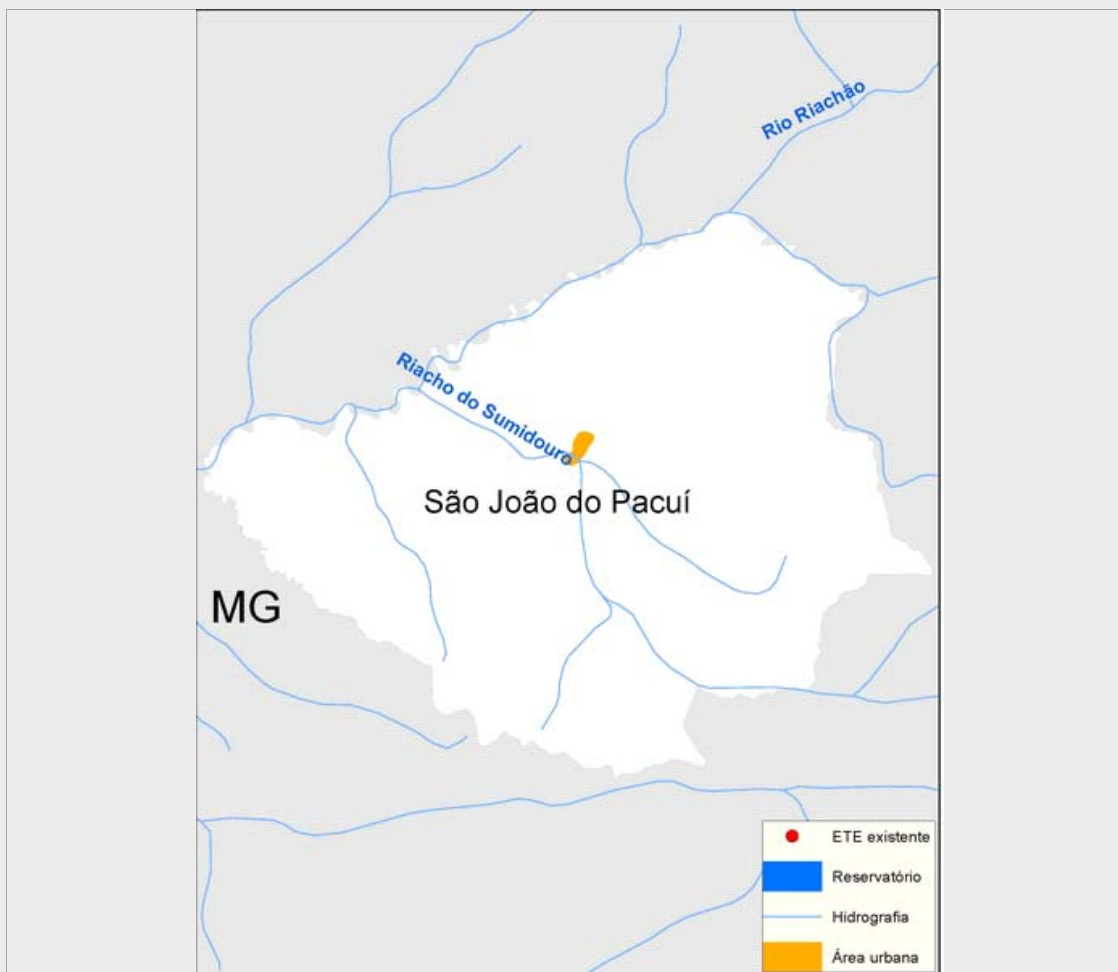 Rio Riachão
Riacho do Sumidouro
São João do Pacuí
MG
ETE existente
Reservatório
Hidrografia
Área urbana